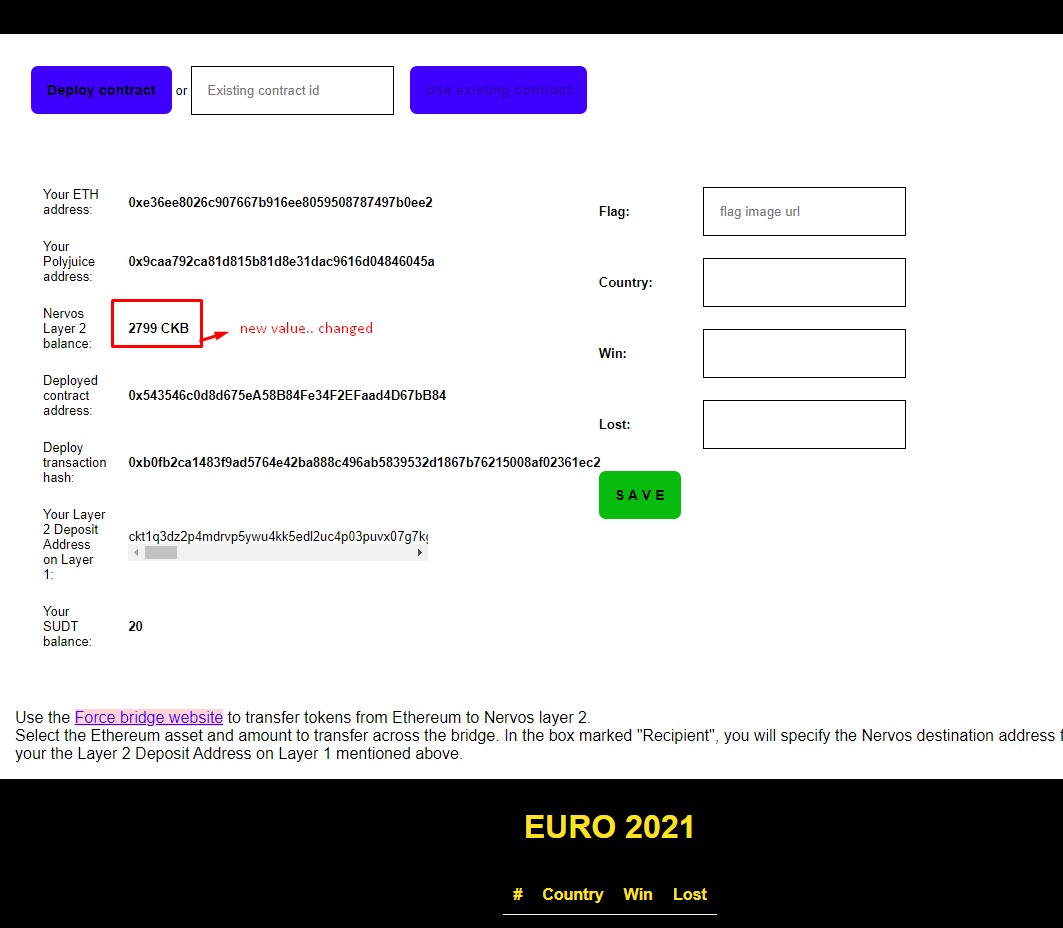 Deploy contract or Existing contract id Use existing contract
Your ETH
address:
0xe36ee8026c907667b916ee8059508787497b0ee2
Your
Polyjuice
address:
0x9caa792ca81d815b81d8e31dac9616d04846045a
Nervos
Layer 2
balance:
2799 CKB
new value.. changed
Deployed
contract
address:
0x543546c0d8d675eA58B84Fe34F2EFaad4D67bB84
Deploy
transaction
hash:
0xb0fb2ca1483f9ad5764e42ba888c496ab5839532d1867b76215008af02361ec2
Your Layer
2 Deposit
Address
on Layer
1:
ckt1q3dz2p4mdrvp5ywu4kk5edl2uc4p03puvx07g7k
Your
SUDT
balance:
20
Flag:
flag image url
Country:
Win:
Lost:
S A V E
Use the Force bridge website to transfer tokens from Ethereum to Nervos layer 2.
Select the Ethereum asset and amount to transfer across the bridge. In the box marked "Recipient", you will specify the Nervos destination address
your the Layer 2 Deposit Address on Layer 1 mentioned above.
EURO 2021
# Country Win Lost